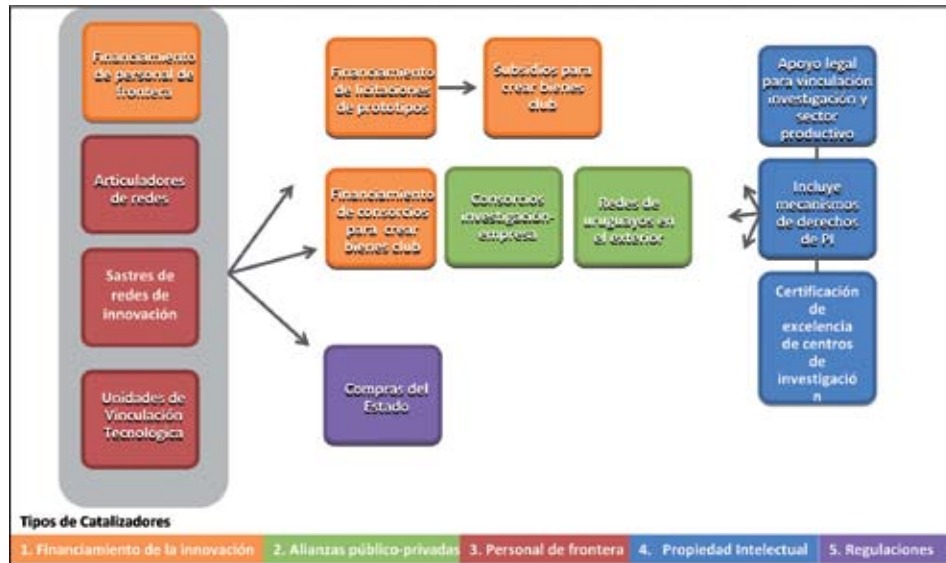 Financiamiento
de personal de
frontera
Articuladores
de redes
Sastres de
redes de
innovación
Unidades de
Vinculación
Tecnológica
Financiamiento
de licitaciones
de prototipos
Subsidios para
crear bienes
club
Financiamiento
de consorcios
para crear
bienes club
Consorcios
investigación-
empresa
Redes de
uruguayos en
el exterior
Compras del
Estado
Apoyo legal
para vinculación
investigación y
sector
productivo
Incluye
mecanismos
de derechos
de PI
Certificación
de
excelencia
de centros
de
investigació
n
Tipos de Catalizadores
1. Financiamiento de la innovación
2. Alianzas público-privadas
3. Personal de frontera
4. Propiedad Intelectual
5. Regulaciones